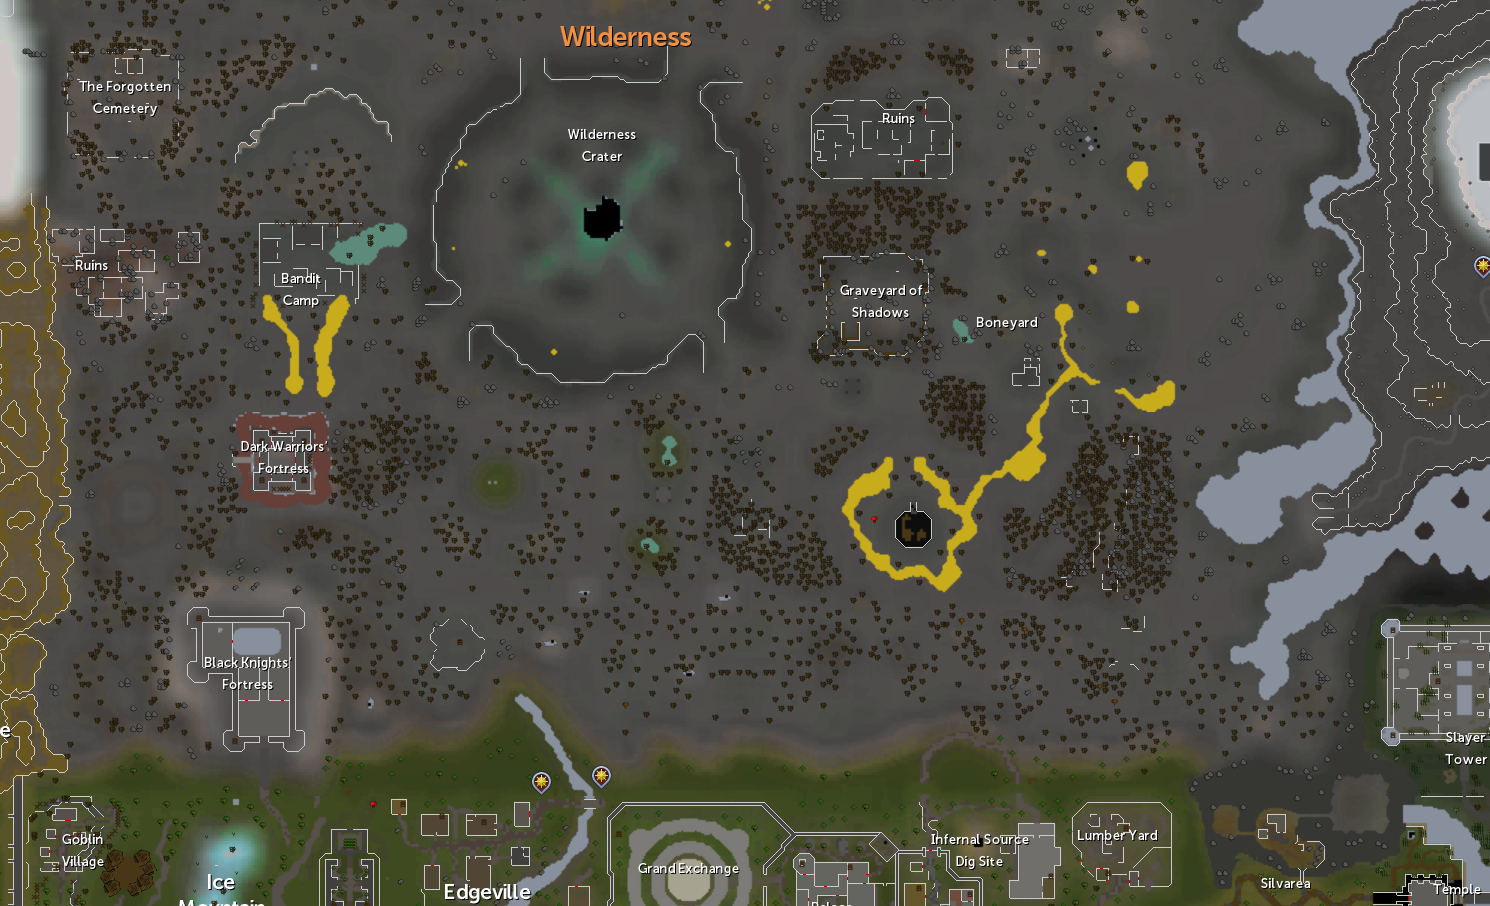 Wilderness
The Forgotten
Cemetery
Wilderness
Crater
Ruins
Ruins
Bandit
Camp
Graveyard of
Shadows
Boneyard
Dark Warriors'
Fortress
Black Knights'
Fortress
e
Slayer
Tower
Goblin
Village
Infernal Source
Dig Site
Lumber Yard
Grand Exchange
Ice
Mountain
Edgeville
Silvarea
Temple